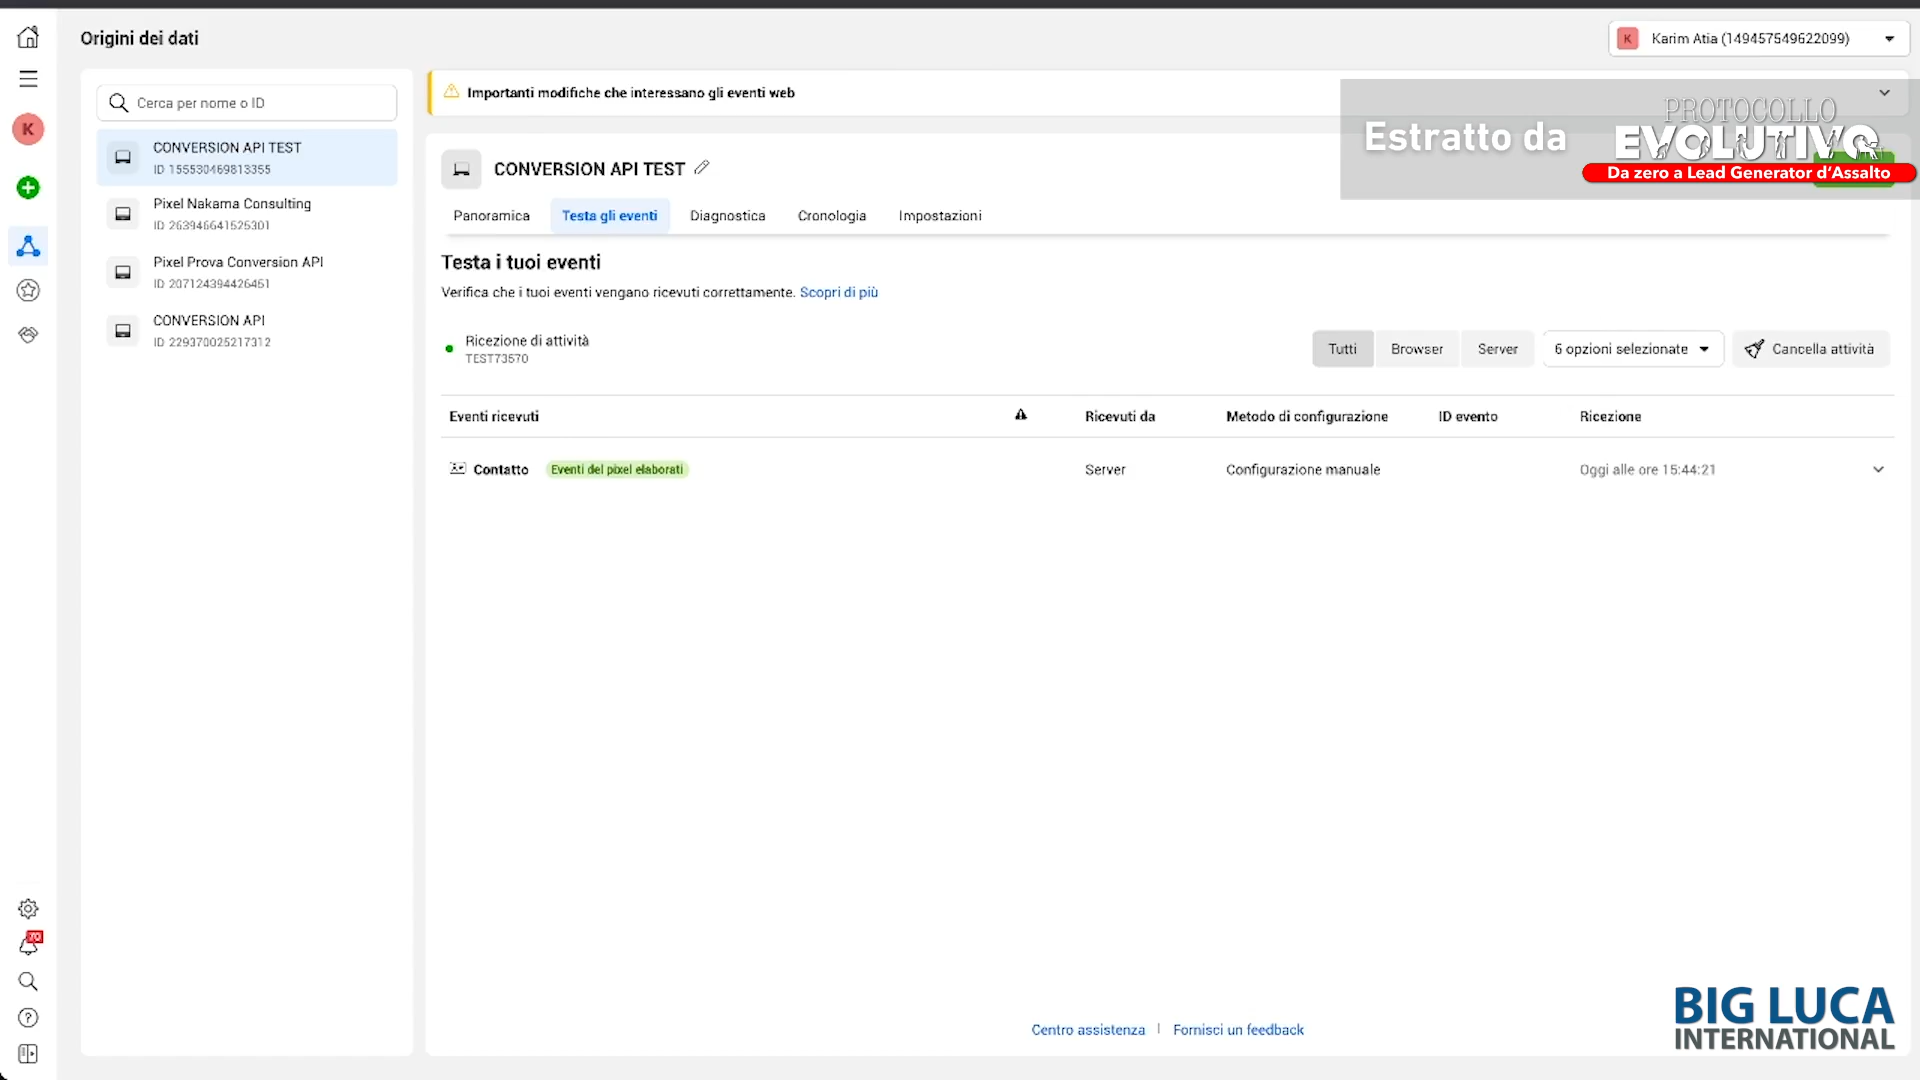 Origini dei dati
K
Karim Atia (149457549622099)
K
Cerca per nome o ID
CONVERSION API TEST
ID 155530469813355
Pixel Nakama Consulting
ID 263946641525301
Pixel Prova Conversion API
ID 207124394426451
CONVERSION API
ID 229370025217312
Importanti modifiche che interessano gli eventi web
Estratto da
PROTOCOLLO
EVOLUTIVO
Da zero a Lead Generator d'Assalto
CONVERSION API TEST
Panoramica
Testa gli eventi
Diagnostica
Cronologia
Impostazioni
Testa i tuoi eventi
Verifica che i tuoi eventi vengano ricevuti correttamente. Scopri di più
Ricezione di attività
TEST73570
Tutti
Browser
Server
6 opzioni selezionate
Cancella attività
Eventi ricevuti
Ricevuti da
Metodo di configurazione
ID evento
Ricezione
Contatto
Eventi del pixel elaborati
Server
Configurazione manuale
Oggi alle ore 15:44:21
70
Centro assistenza
Fornisci un feedback
BIG LUCA
INTERNATIONAL